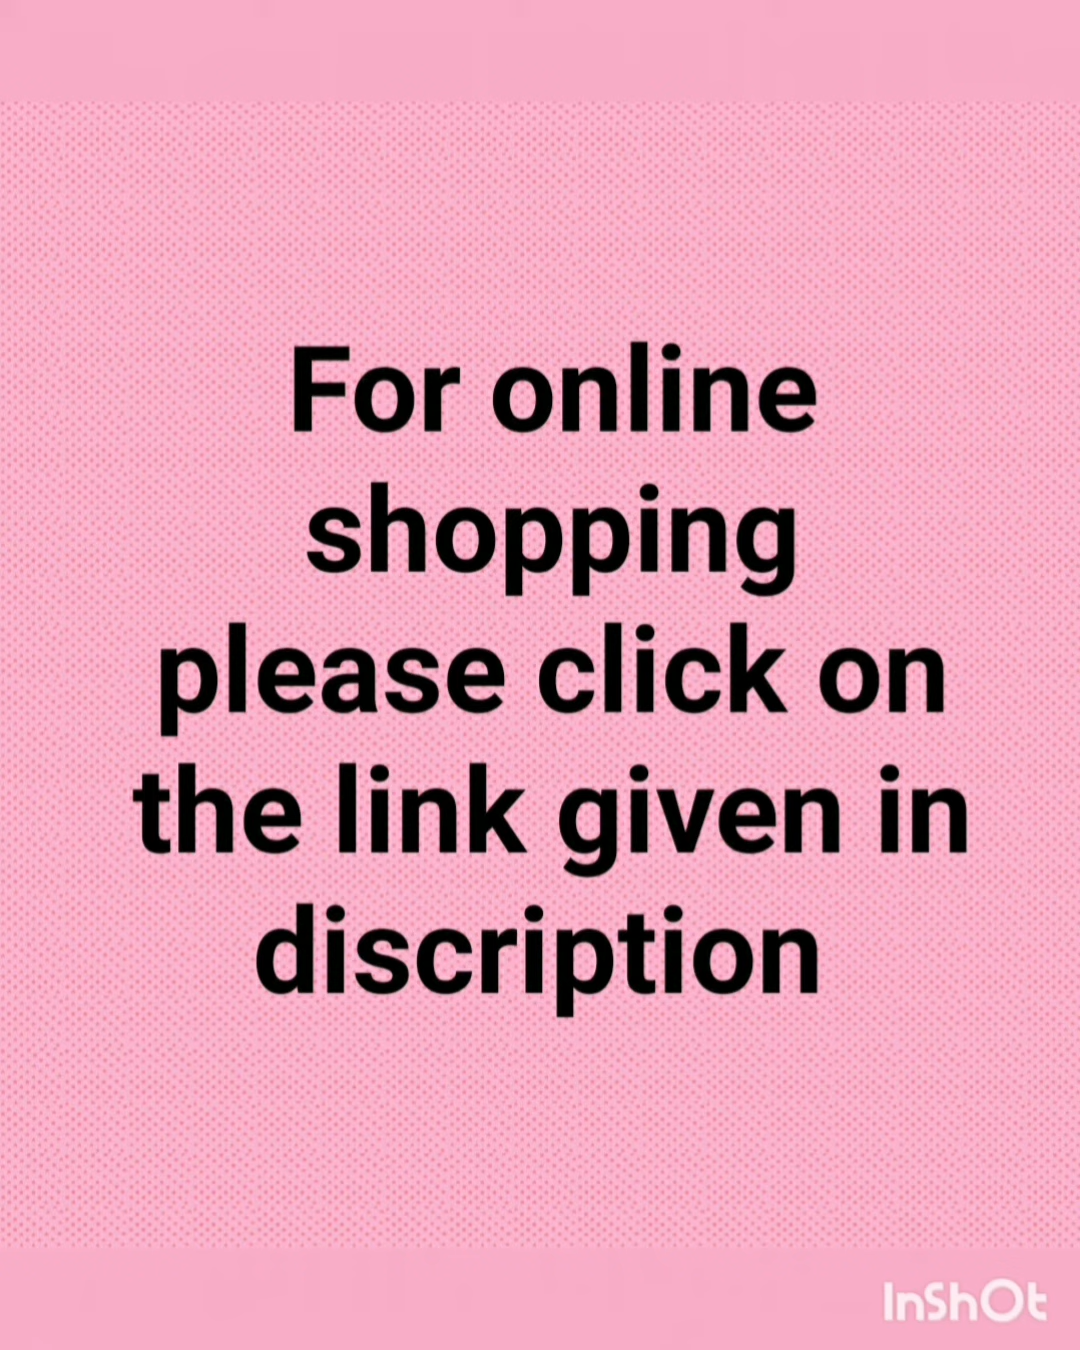 For online
shopping
please click on
the link given in
discription
InShOt